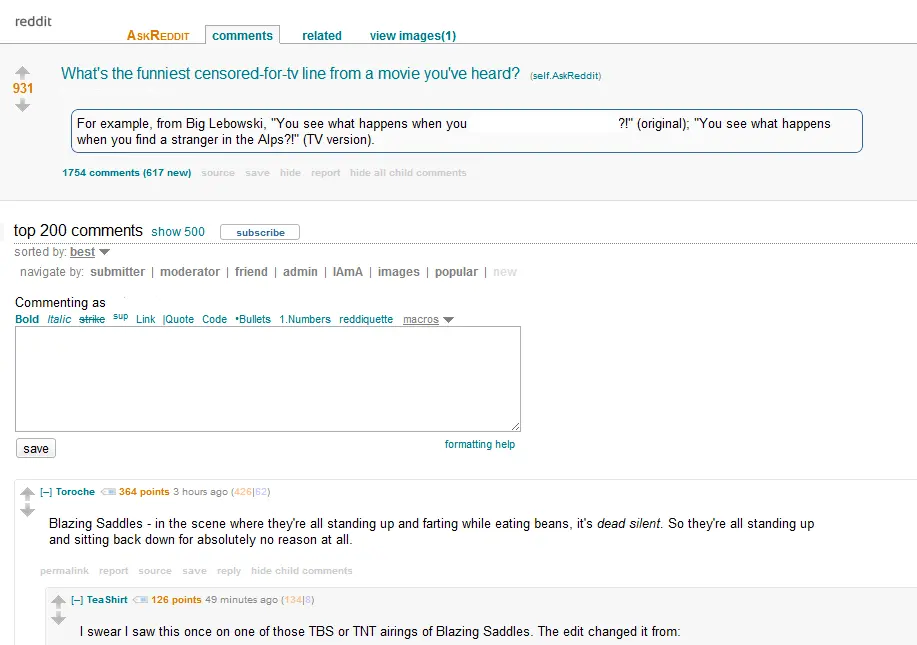 reddit
ASKREDDIT comments related view images(1)
What's the funniest censored-for-tv line from a movie you've heard? (self.AskReddit)
931
For example, from Big Lebowski, "You see what happens when you ?!" (original); "You see what happens
when you find a stranger in the Alps?!" (TV version).
1754 comments (617 new) source save hide report hide all child comments
top 200 comments show 500 subscribe
sorted by: best
navigate by: submitter | moderator | friend | admin | IAmA | images | popular | new
Commenting as
Bold Italic strike sup Link |Quote Code •Bullets 1.Numbers reddiquette macros
formatting help
save
[–] Toroche 364 points 3 hours ago (426|62)
Blazing Saddles - in the scene where they're all standing up and farting while eating beans, it's dead silent. So they're all standing up
and sitting back down for absolutely no reason at all.
permalink report source save reply hide child comments
[–] TeaShirt 126 points 49 minutes ago (134|8)
I swear I saw this once on one of those TBS or TNT airings of Blazing Saddles. The edit changed it from: